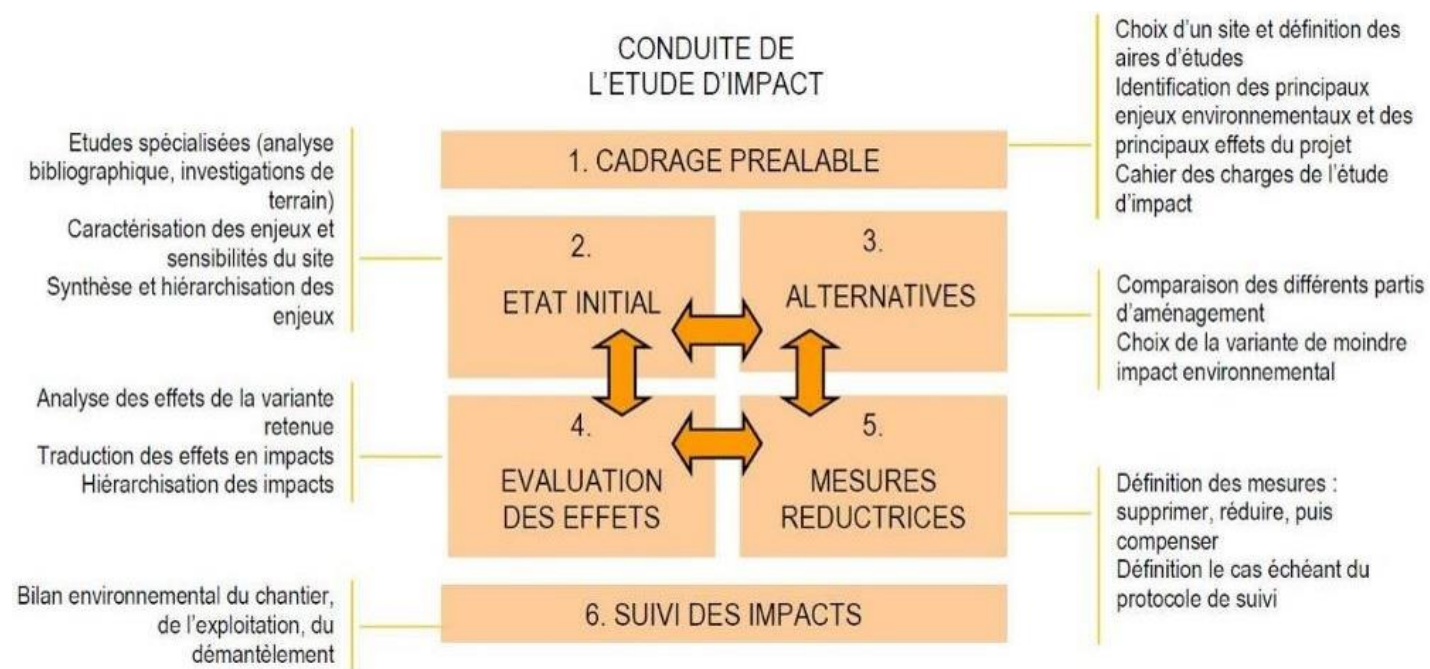 CONDUITE DE
L'ETUDE D'IMPACT
Choix d'un site et définition des
aires d'études
Identification des principaux
enjeux environnementaux et des
principaux effets du projet
Cahier des charges de l'étude
d'impact
1. CADRAGE PREALABLE
Etudes spécialisées (analyse
bibliographique, investigations de
terrain)
Caractérisation des enjeux et
sensibilités du site
Synthèse et hiérarchisation des
enjeux
2.
ETAT INITIAL
3.
ALTERNATIVES
Comparaison des différents partis
d'aménagement
Choix de la variante de moindre
impact environnemental
Analyse des effets de la variante
retenue
Traduction des effets en impacts
Hiérarchisation des impacts
4.
EVALUATION
DES EFFETS
5.
MESURES
REDUCTRICES
Définition des mesures :
supprimer, réduire, puis
compenser
Définition le cas échéant du
protocole de suivi
Bilan environnemental du chantier,
de l'exploitation, du
démantèlement
6. SUIVI DES IMPACTS